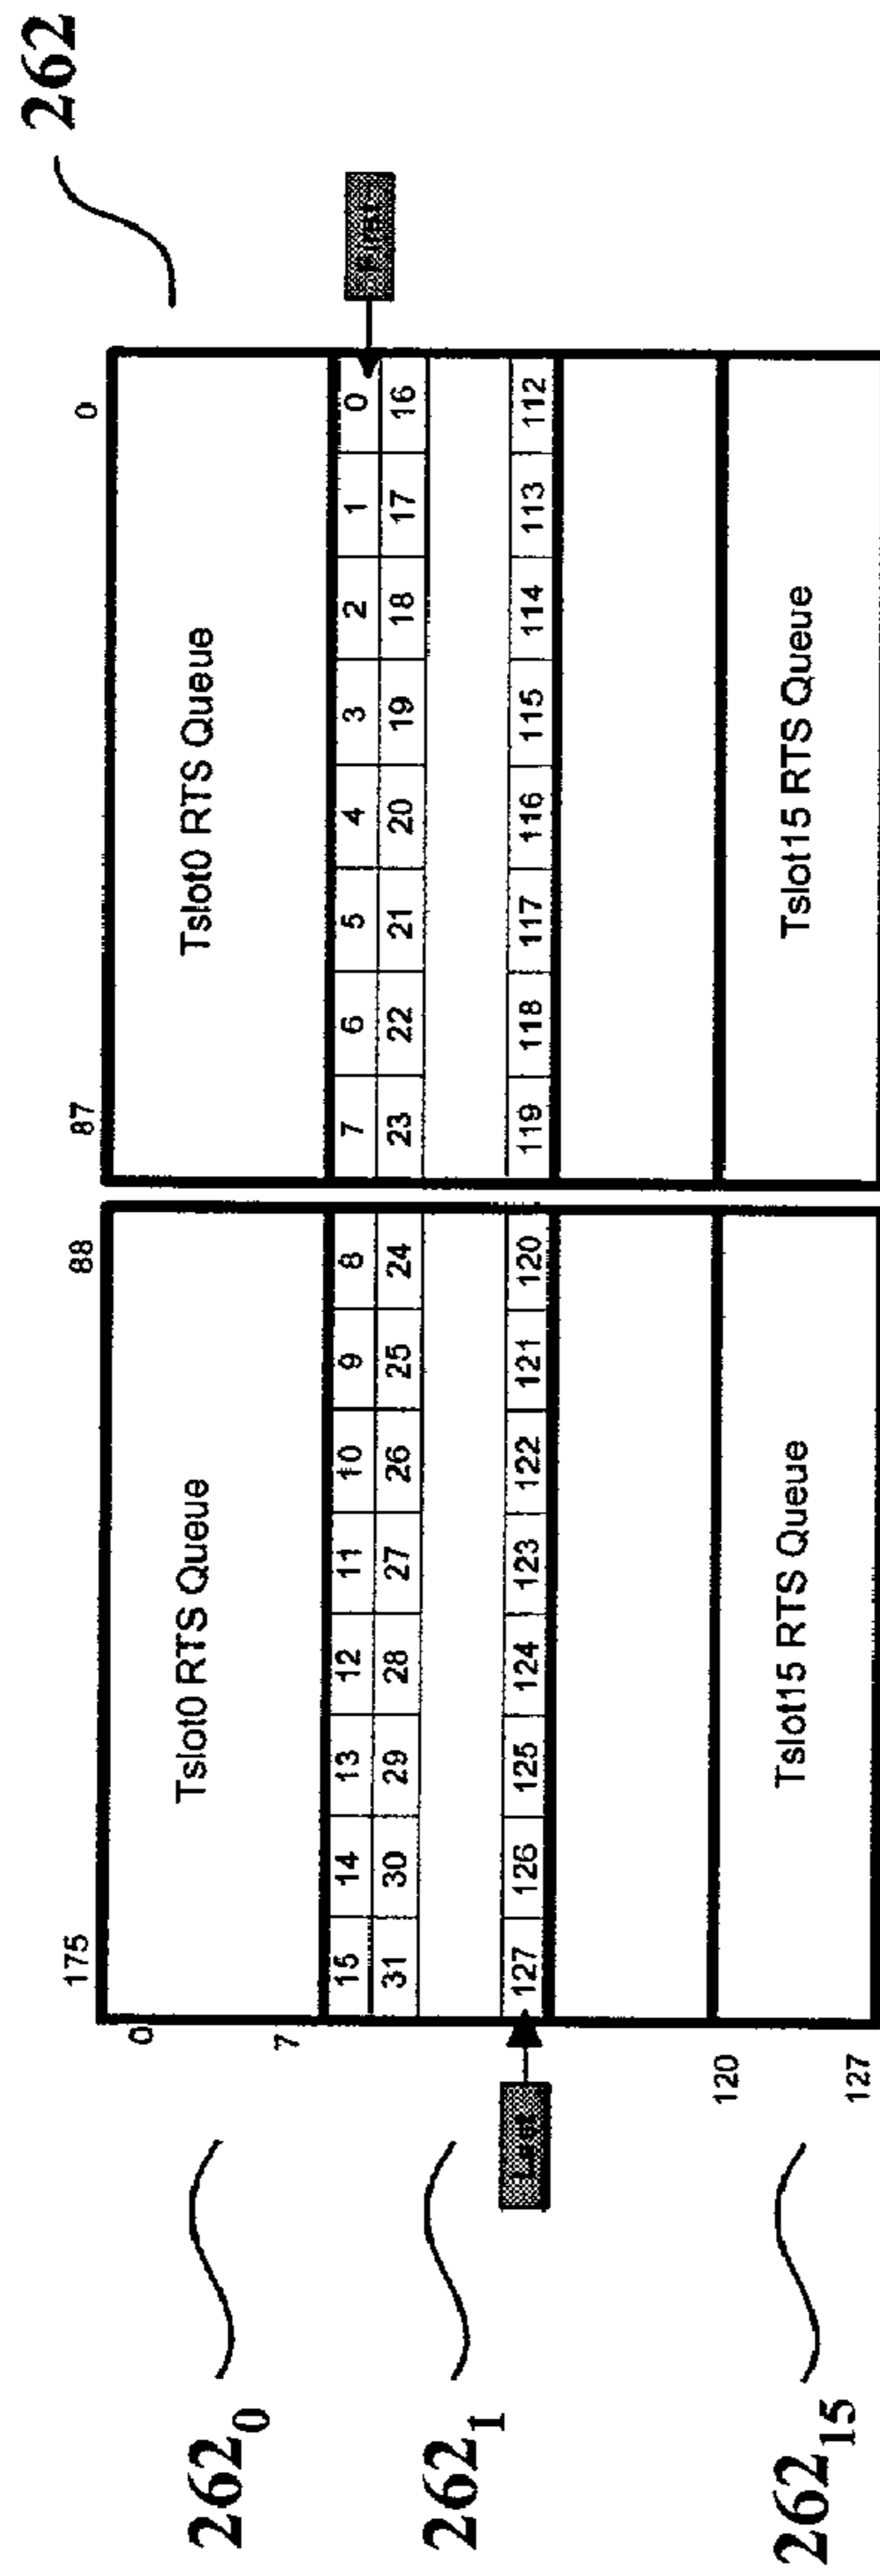 262
175 88 87 0
0
262₀ Tslot0 RTS Queue Tslot0 RTS Queue
7
15 14 13 12 11 10 9 8 7 6 5 4 3 2 1 0 First
31 30 29 28 27 26 25 24 23 22 21 20 19 18 17 16
262₁
Last 127 126 125 124 123 122 121 120 119 118 117 116 115 114 113 112
120
262₁₅ Tslot15 RTS Queue Tslot15 RTS Queue
127